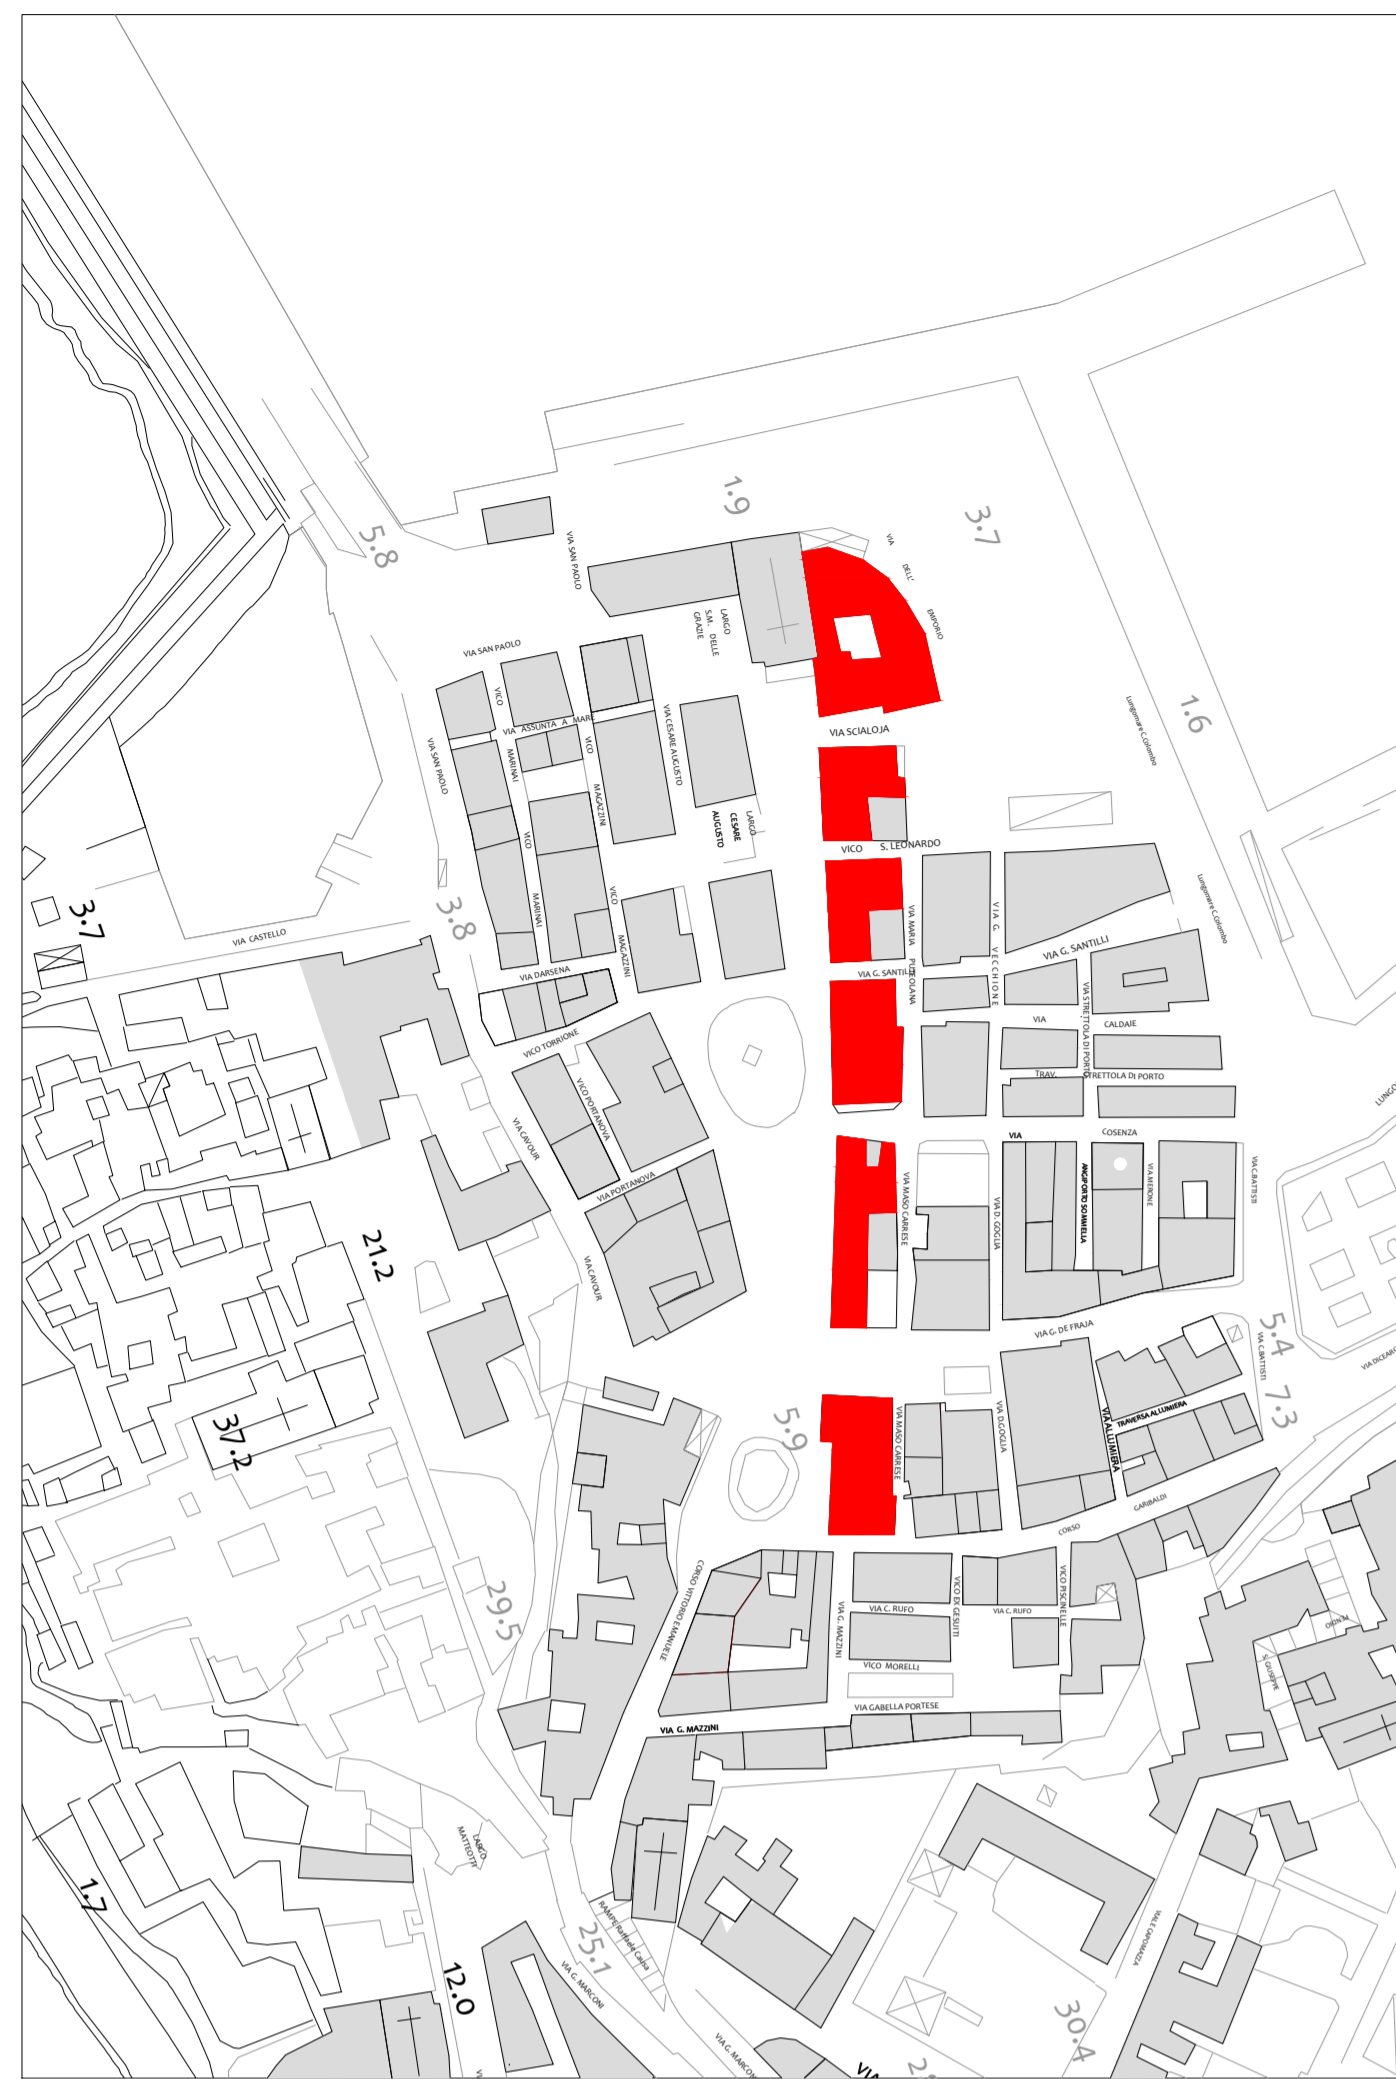 1.9
3.7
5.8
VIA SAN PAOLO
VIA
DELL'
EMPORIO
LARGO
S.M. DELLE
GRAZIE
VIA SAN PAOLO
VICO
VIA ASSUNTA A MARE
VIA CESARE AUGUSTO
Lungomare C.Colombo
1.6
VIA SCIALOJA
VIA SAN PAOLO
MARINAI
VICO
MAGAZZINI
LARGO
CESARE
AUGUSTO
VICO S. LEONARDO
VICO
MARINAI
VICO
MAGAZZINI
3.7
3.8
VIA MARIA PUTEOLANA
VIA G. VECCHIONE
Lungomare C.Colombo
VIA CASTELLO
VIA G. SANTILLI
VIA DARSENA
VIA STRETTOLA DI PORTO
VIA CALDAIE
VICO TORRIONE
TRAV. STRETTOLA DI PORTO
VICO PORTANOVA
VIA CAVOUR
VIA COSENZA
VIA PORTANOVA
VIA MASO CARRESE
VIA D. GOGLIA
ANGIPORTO SOMMELLA
VIA MERONE
VIA C.BATTISTI
21.2
VIA CAVOUR
VIA G. DE FRAJA
5.4
VIA C.BATTISTI
7.3
37.2
5.9
VIA MASO CARRESE
VIA D.GOGLIA
VIA ALLUMIERA
TRAVERSA ALLUMIERA
CORSO GARIBALDI
29.5
CORSO VITTORIO EMANUELE
VIA G. MAZZINI
VIA C. RUFO
VICO EX GESUITI
VIA C. RUFO
VICO PISCINELLE
PENDIO
S. GIUSEPPE
VICO MORELLI
VIA GABELLA PORTESE
VIA G. MAZZINI
LARGO
MATTEOTTI
1.7
RAMPE Raffaele Causa
25.1
VIA G. MARCONI
12.0
VIALE CAPOMAZZA
30.4